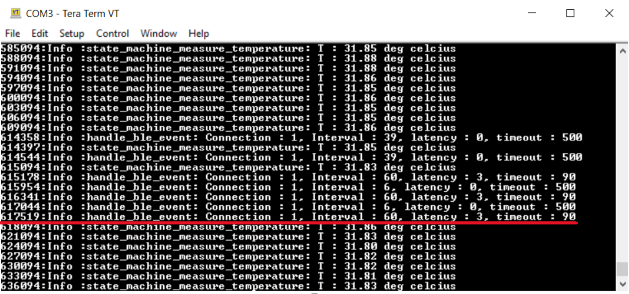 COM3 - Tera Term VT
File Edit Setup Control Window Help
585094:Info :state_machine_measure_temperature: T : 31.85 deg celcius
588094:Info :state_machine_measure_temperature: T : 31.88 deg celcius
591094:Info :state_machine_measure_temperature: T : 31.88 deg celcius
594094:Info :state_machine_measure_temperature: T : 31.86 deg celcius
597094:Info :state_machine_measure_temperature: T : 31.85 deg celcius
600094:Info :state_machine_measure_temperature: T : 31.86 deg celcius
603094:Info :state_machine_measure_temperature: T : 31.85 deg celcius
606094:Info :state_machine_measure_temperature: T : 31.85 deg celcius
609094:Info :state_machine_measure_temperature: T : 31.86 deg celcius
614358:Info :handle_ble_event: Connection : 1, Interval : 39, latency : 0, timeout : 500
614397:Info :state_machine_measure_temperature: T : 31.85 deg celcius
614544:Info :handle_ble_event: Connection : 1, Interval : 39, latency : 0, timeout : 500
615094:Info :state_machine_measure_temperature: T : 31.83 deg celcius
615178:Info :handle_ble_event: Connection : 1, Interval : 60, latency : 3, timeout : 90
615954:Info :handle_ble_event: Connection : 1, Interval : 6, latency : 0, timeout : 500
616341:Info :handle_ble_event: Connection : 1, Interval : 60, latency : 3, timeout : 90
617044:Info :handle_ble_event: Connection : 1, Interval : 6, latency : 0, timeout : 500
617519:Info :handle_ble_event: Connection : 1, Interval : 60, latency : 3, timeout : 90
618094:Info :state_machine_measure_temperature: T : 31.86 deg celcius
621094:Info :state_machine_measure_temperature: T : 31.83 deg celcius
624094:Info :state_machine_measure_temperature: T : 31.80 deg celcius
627094:Info :state_machine_measure_temperature: T : 31.82 deg celcius
630094:Info :state_machine_measure_temperature: T : 31.82 deg celcius
633094:Info :state_machine_measure_temperature: T : 31.81 deg celcius
636094:Info :state_machine_measure_temperature: T : 31.83 deg celcius